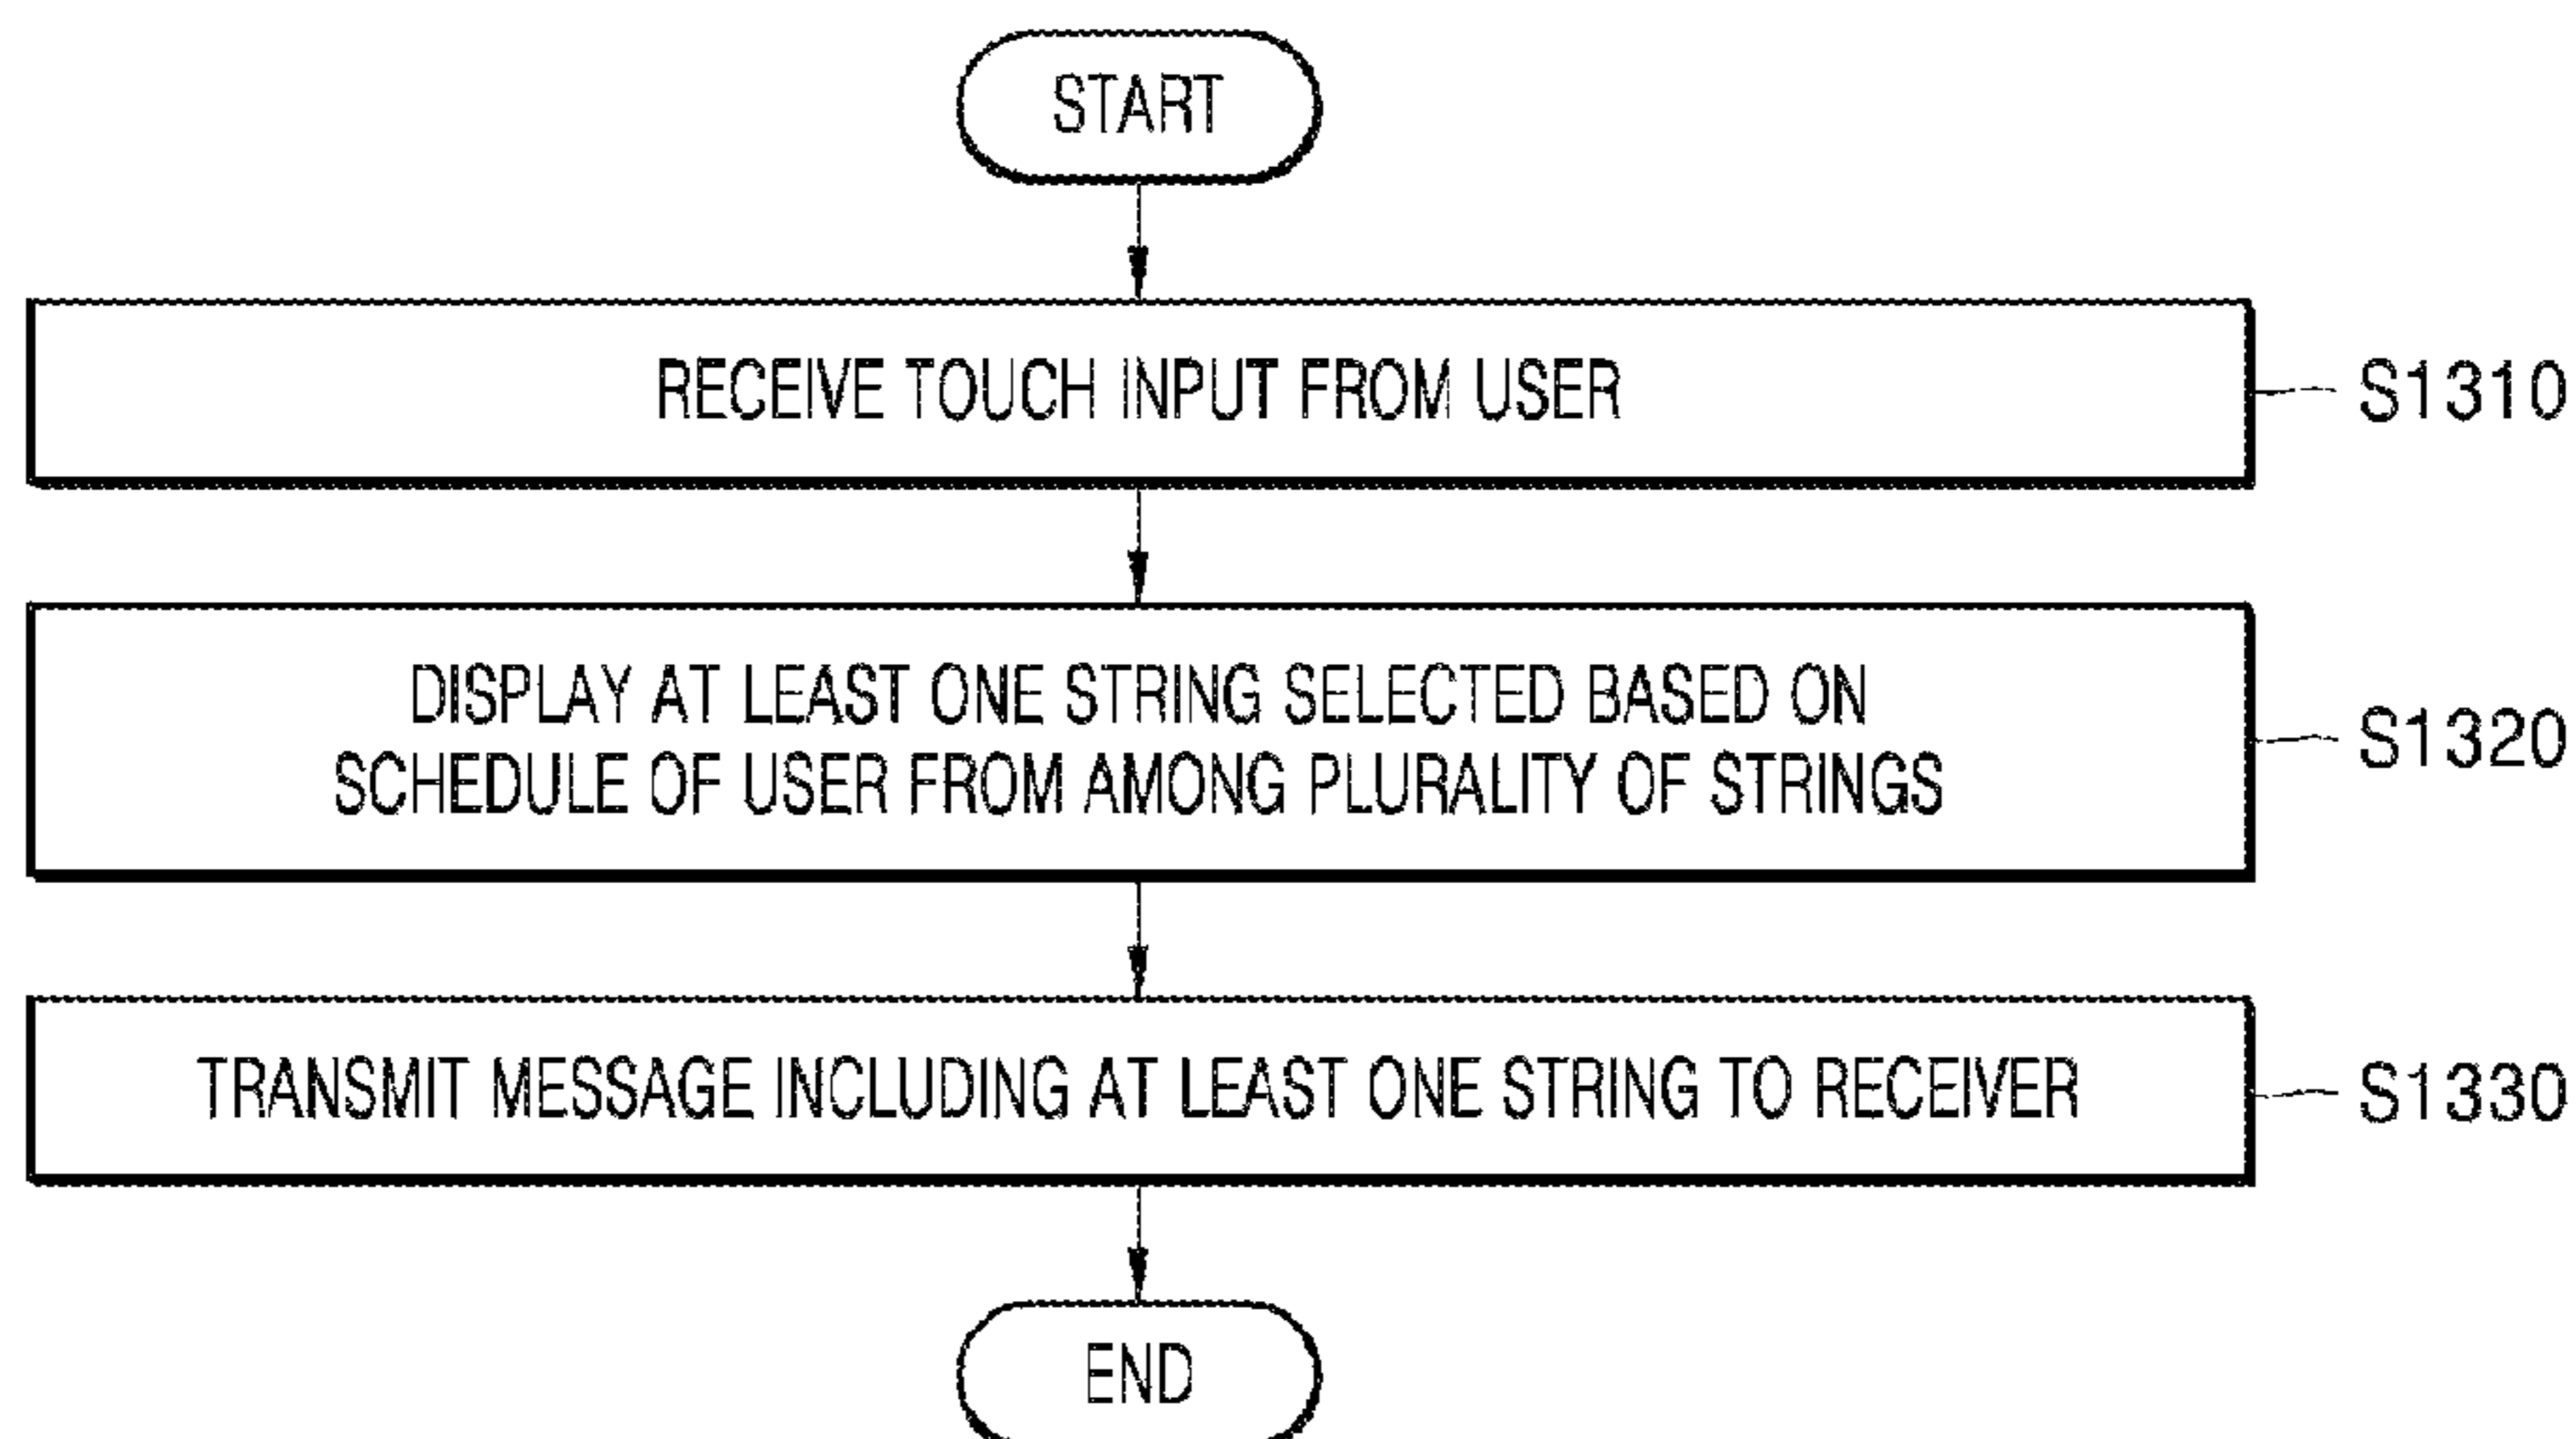 START
RECEIVE TOUCH INPUT FROM USER
S1310
DISPLAY AT LEAST ONE STRING SELECTED BASED ON
SCHEDULE OF USER FROM AMONG PLURALITY OF STRINGS
S1320
TRANSMIT MESSAGE INCLUDING AT LEAST ONE STRING TO RECEIVER
S1330
END